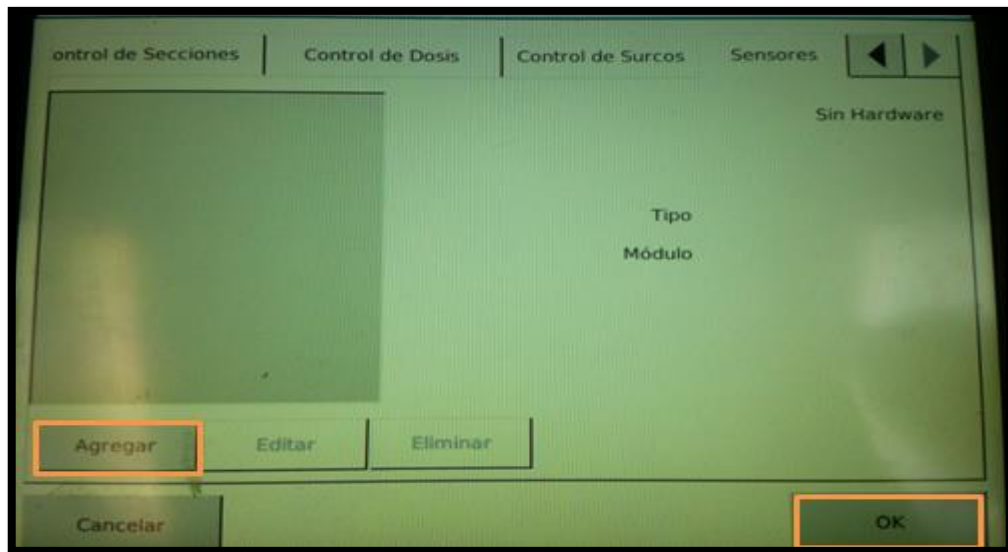 ontrol de Secciones Control de Dosis Control de Surcos Sensores
Sin Hardware
Tipo
Módulo
Agregar Editar Eliminar
Cancelar OK